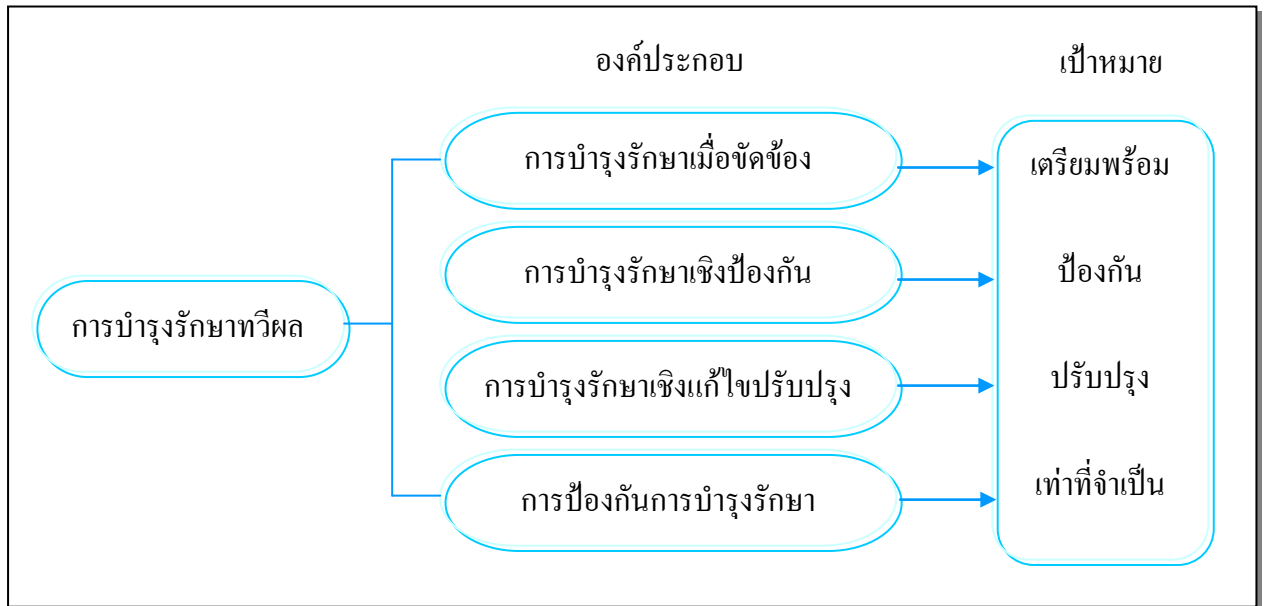 องค์ประกอบ
เป้าหมาย
การบำรุงรักษาเมื่อขัดข้อง
เตรียมพร้อม
การบำรุงรักษาเชิงป้องกัน
ป้องกัน
การบำรุงรักษาทวีผล
การบำรุงรักษาเชิงแก้ไขปรับปรุง
ปรับปรุง
การป้องกันการบำรุงรักษา
เท่าที่จำเป็น